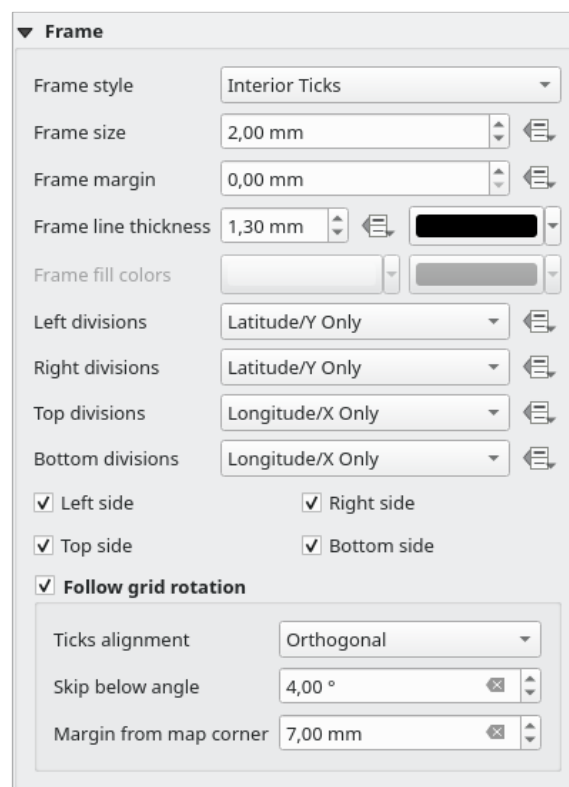 Frame
Frame style Interior Ticks
Frame size 2,00 mm
Frame margin 0,00 mm
Frame line thickness 1,30 mm
Frame fill colors
Left divisions Latitude/Y Only
Right divisions Latitude/Y Only
Top divisions Longitude/X Only
Bottom divisions Longitude/X Only
Left side Right side
Top side Bottom side
Follow grid rotation
Ticks alignment Orthogonal
Skip below angle 4,00 °
Margin from map corner 7,00 mm